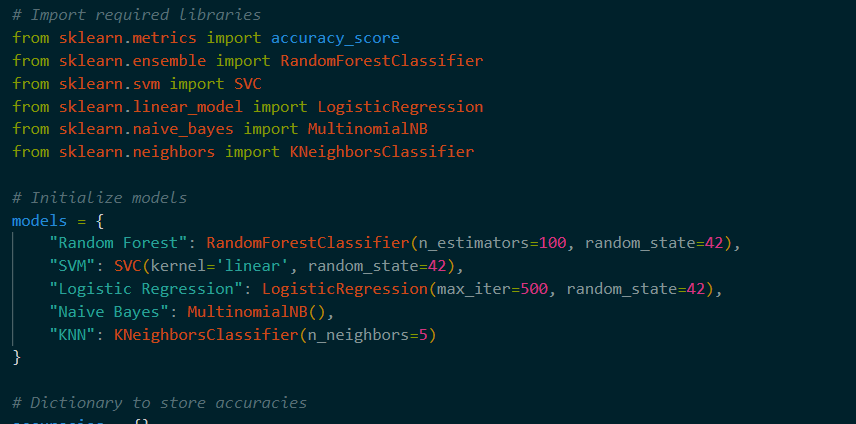 # Import required libraries
from sklearn.metrics import accuracy_score
from sklearn.ensemble import RandomForestClassifier
from sklearn.svm import SVC
from sklearn.linear_model import LogisticRegression
from sklearn.naive_bayes import MultinomialNB
from sklearn.neighbors import KNeighborsClassifier
# Initialize models
models = {
    "Random Forest": RandomForestClassifier(n_estimators=100, random_state=42),
    "SVM": SVC(kernel='linear', random_state=42),
    "Logistic Regression": LogisticRegression(max_iter=500, random_state=42),
    "Naive Bayes": MultinomialNB(),
    "KNN": KNeighborsClassifier(n_neighbors=5)
}
# Dictionary to store accuracies